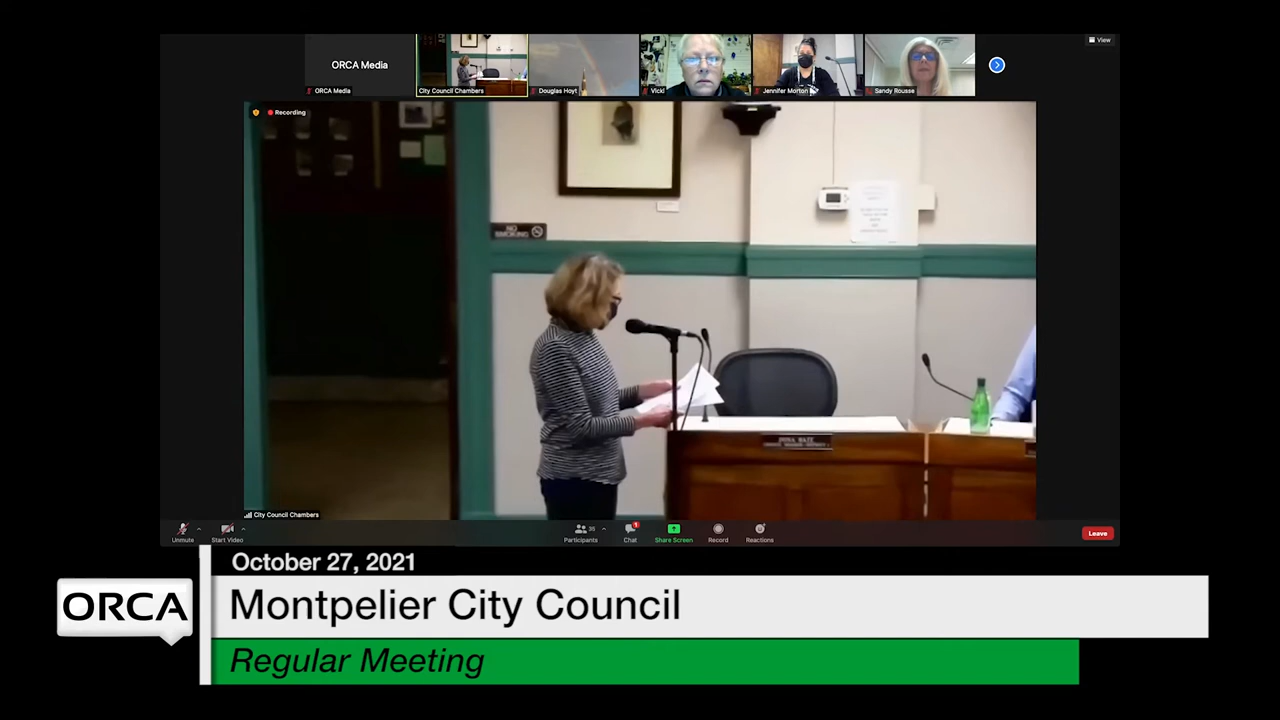 View
ORCA Media
ORCA Media
City Council Chambers
Douglas Hoyt
Vicki
Jennifer Morton
Sandy Rousse
Recording
NO
SMOKING
City Council Chambers
Unmute
Start Video
Participants
Chat
1
Share Screen
Record
Reactions
Leave
October 27, 2021
ORCA
Montpelier City Council
Regular Meeting